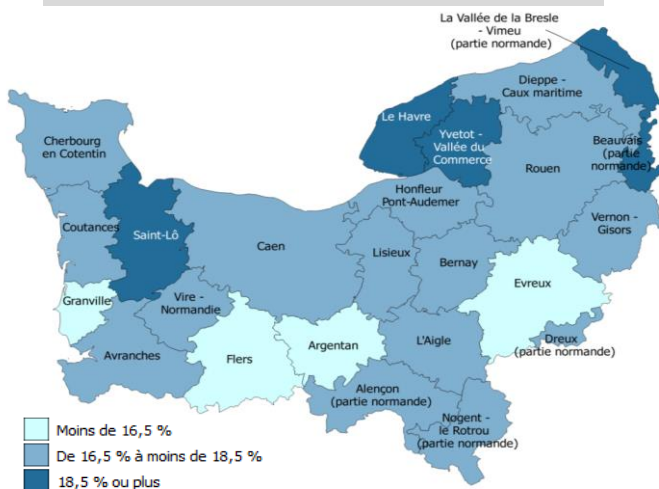 La Vallée de la Bresle
- Vimeu
(partie normande)
Dieppe -
Caux maritime
Le Havre
Yvetot -
Vallée du
Commerce
Cherbourg
en Cotentin
Rouen
Beauvais
(partie
normande)
Honfleur
Pont-Audemer
Vernon -
Gisors
Coutances
Saint-Lô
Caen
Lisieux
Bernay
Evreux
Granville
Vire -
Normandie
Avranches
Flers
Argentan
L'Aigle
Dreux
(partie normande)
Alençon
(partie normande)
Nogent -
le Rotrou
(partie normande)
Moins de 16,5 %
De 16,5 % à moins de 18,5 %
18,5 % ou plus